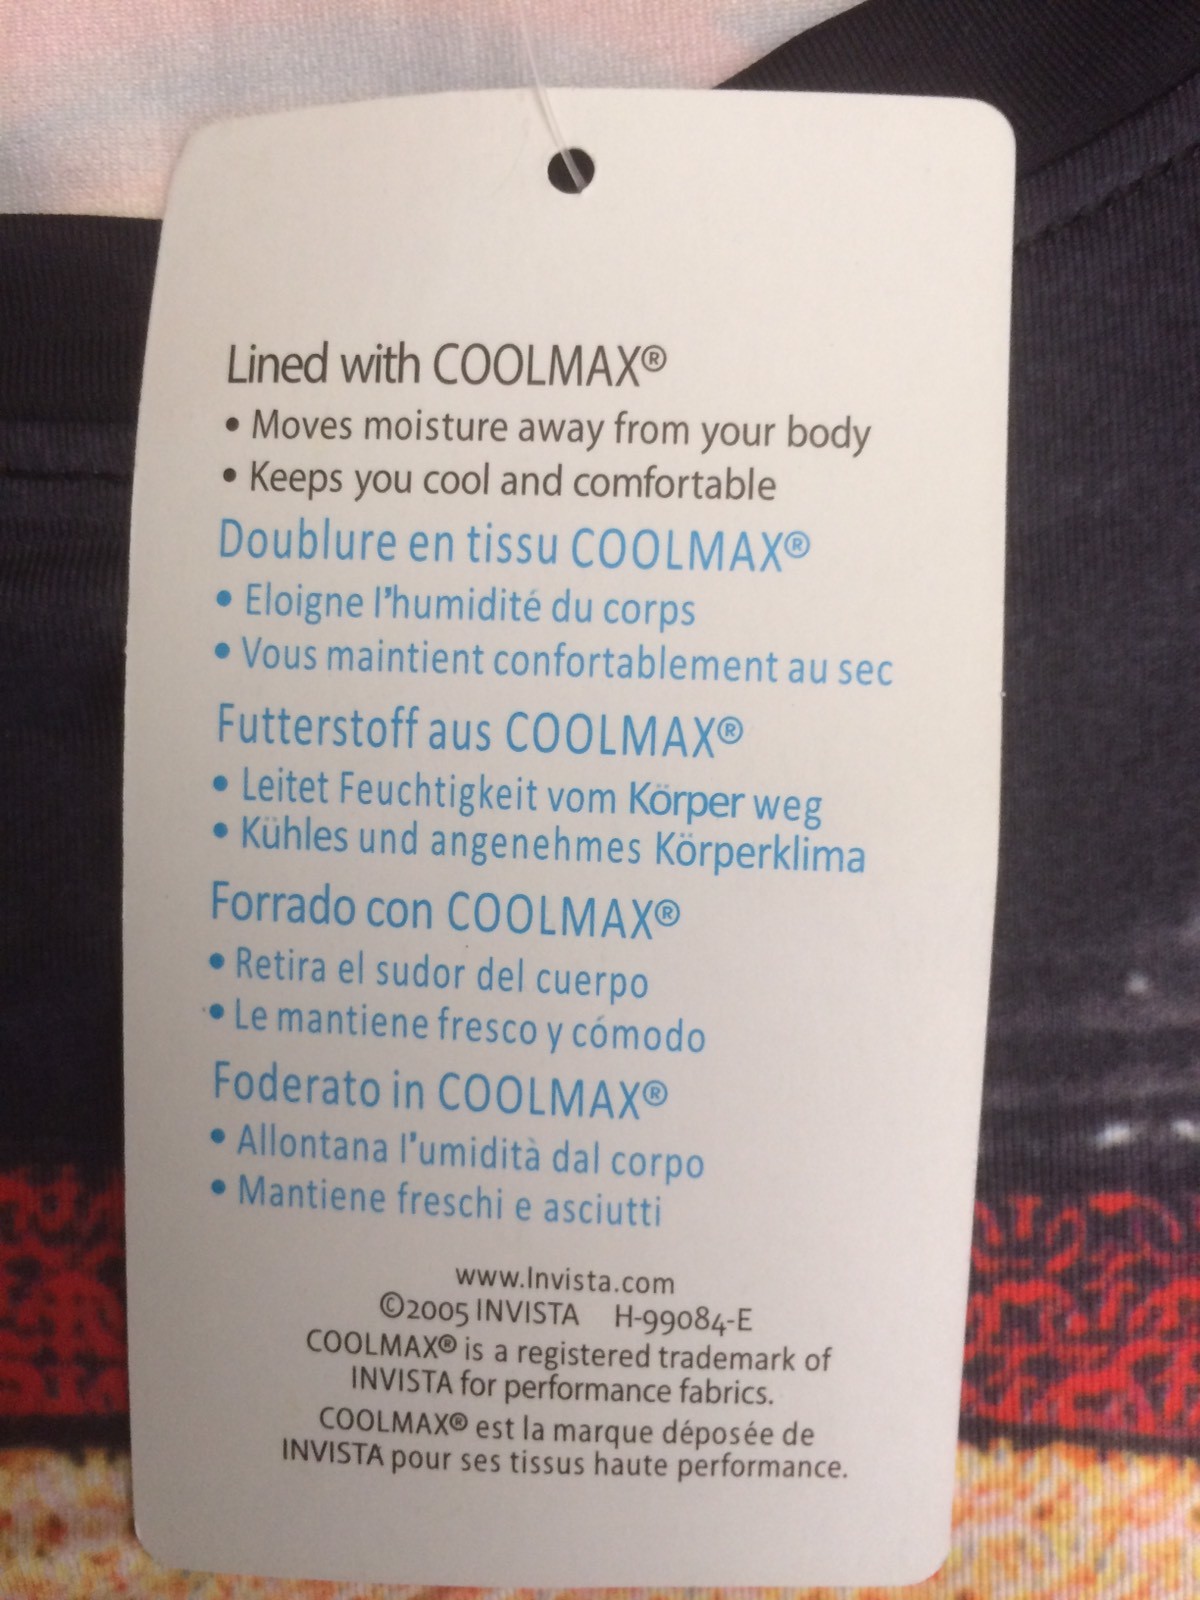 Lined with COOLMAX®
• Moves moisture away from your body
• Keeps you cool and comfortable
Doublure en tissu COOLMAX®
• Eloigne l'humidité du corps
• Vous maintient confortablement au sec
Futterstoff aus COOLMAX®
• Leitet Feuchtigkeit vom Körper weg
• Kühles und angenehmes Körperklima
Forrado con COOLMAX®
• Retira el sudor del cuerpo
• Le mantiene fresco y cómodo
Foderato in COOLMAX®
• Allontana l'umidità dal corpo
• Mantiene freschi e asciutti
www.Invista.com
©2005 INVISTA H-99084-E
COOLMAX® is a registered trademark of
INVISTA for performance fabrics.
COOLMAX® est la marque déposée de
INVISTA pour ses tissus haute performance.